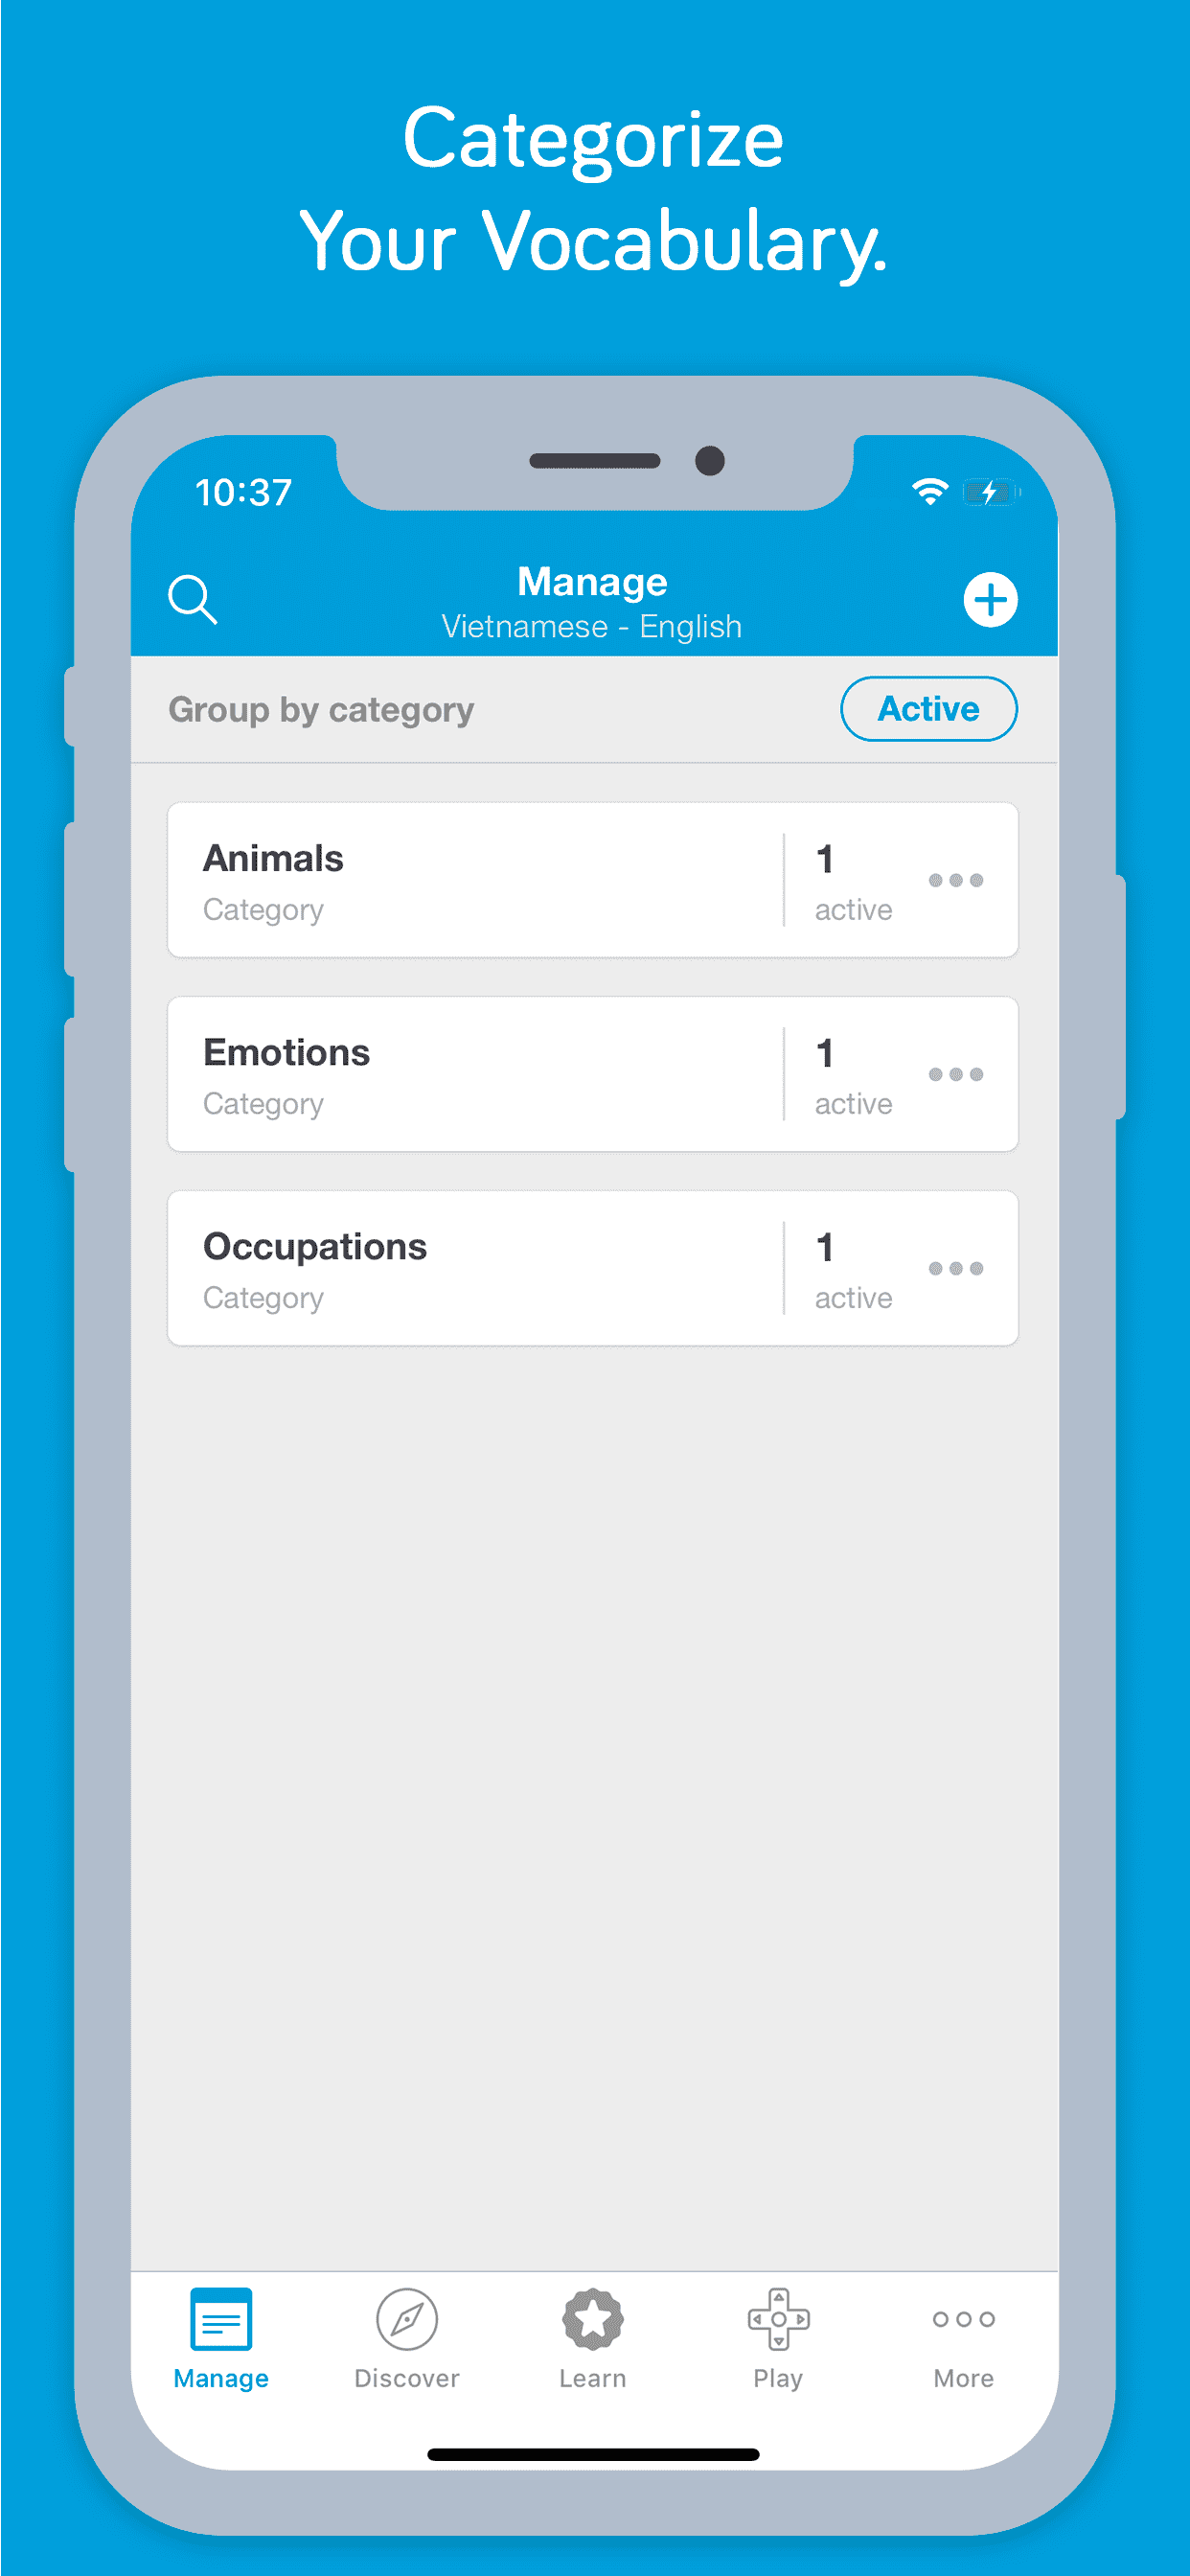 Categorize
Your Vocabulary.
10:37
Manage
Vietnamese - English
Group by category
Active
Animals
Category
1
active
Emotions
Category
1
active
Occupations
Category
1
active
Manage
Discover
Learn
Play
More